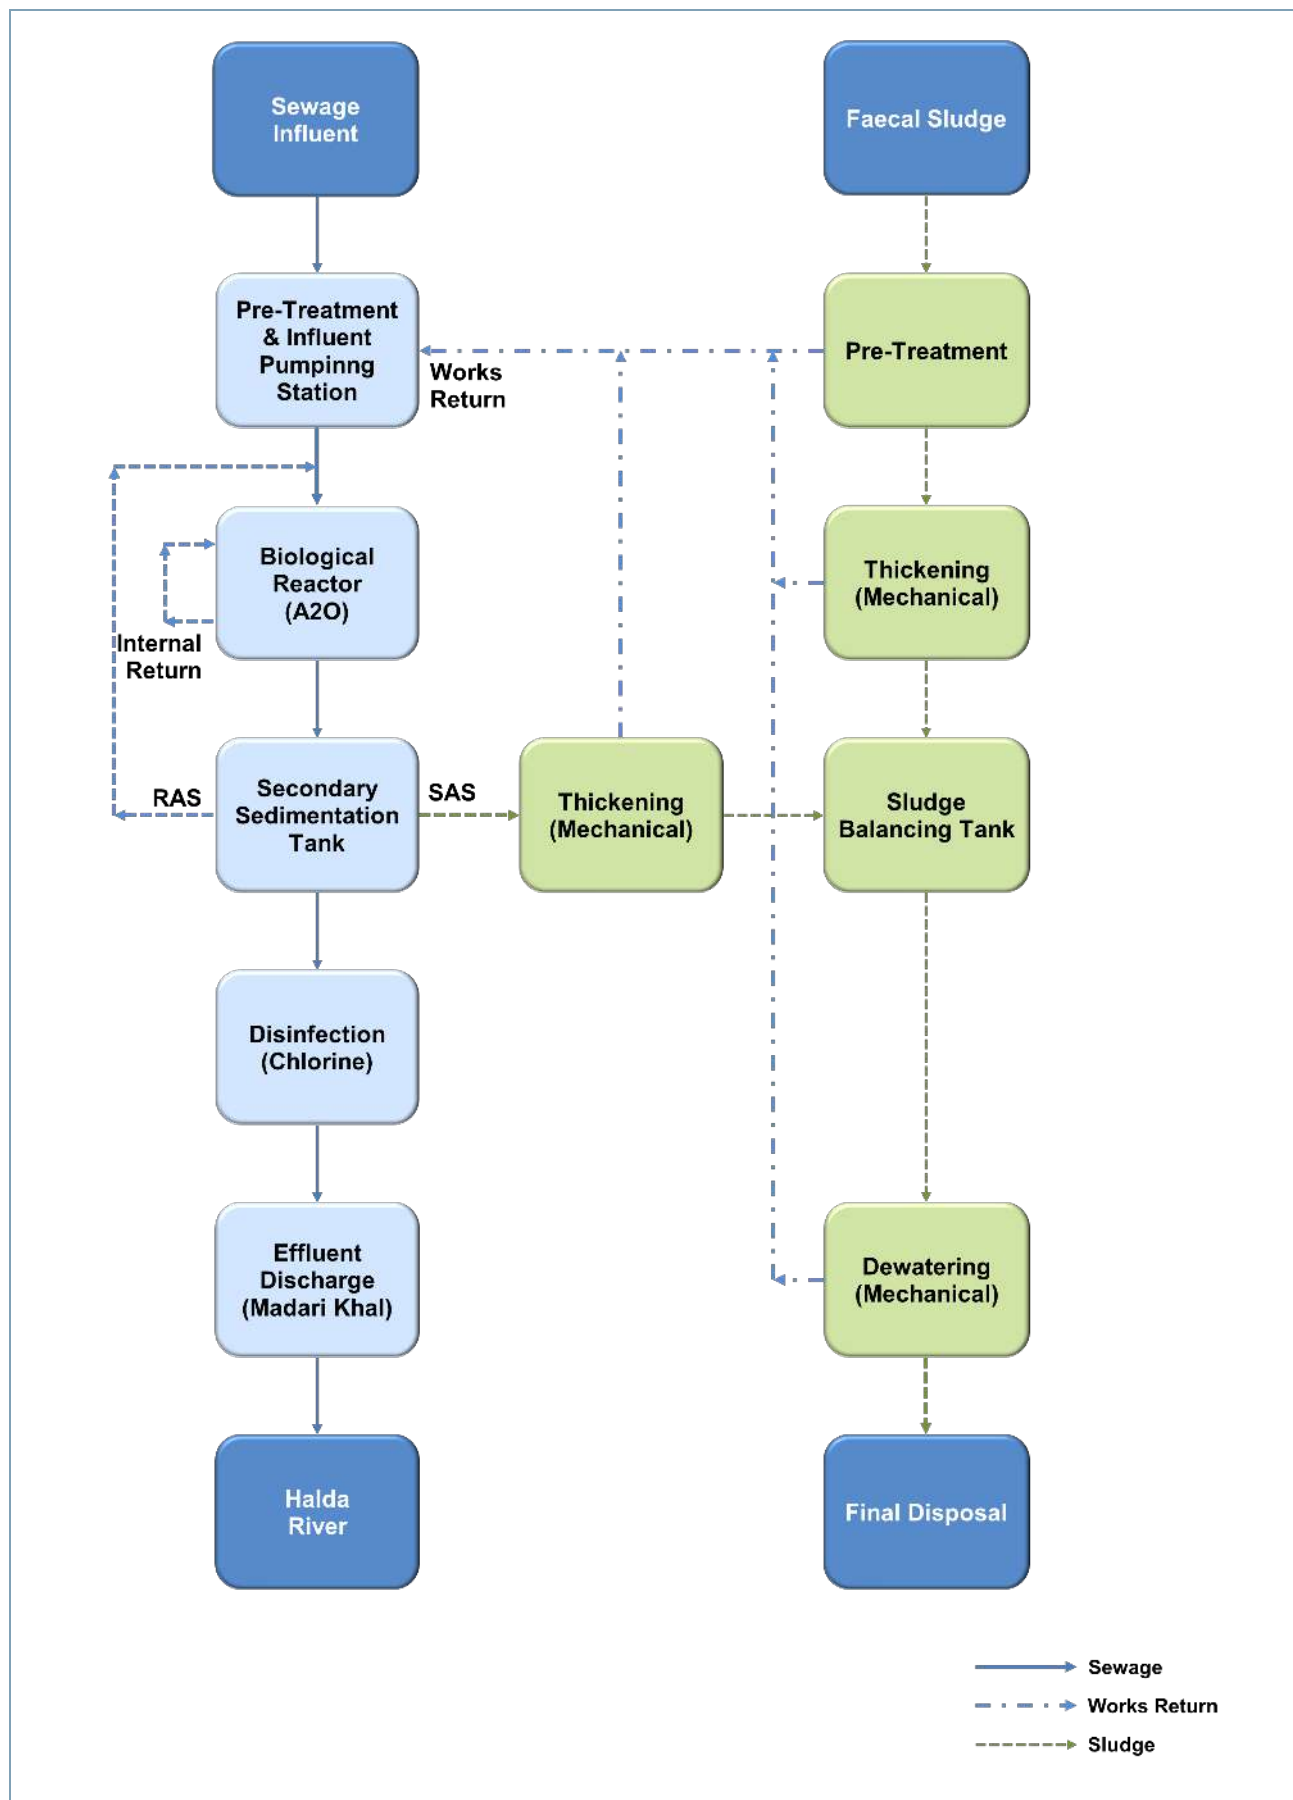 Sewage
Influent
Faecal Sludge
Pre-Treatment
& Influent
Pumpinng
Station
Works
Return
Pre-Treatment
Biological
Reactor
(A2O)
Internal
Return
Thickening
(Mechanical)
RAS
Secondary
Sedimentation
Tank
SAS
Thickening
(Mechanical)
Sludge
Balancing Tank
Disinfection
(Chlorine)
Effluent
Discharge
(Madari Khal)
Dewatering
(Mechanical)
Halda
River
Final Disposal
Sewage
Works Return
Sludge